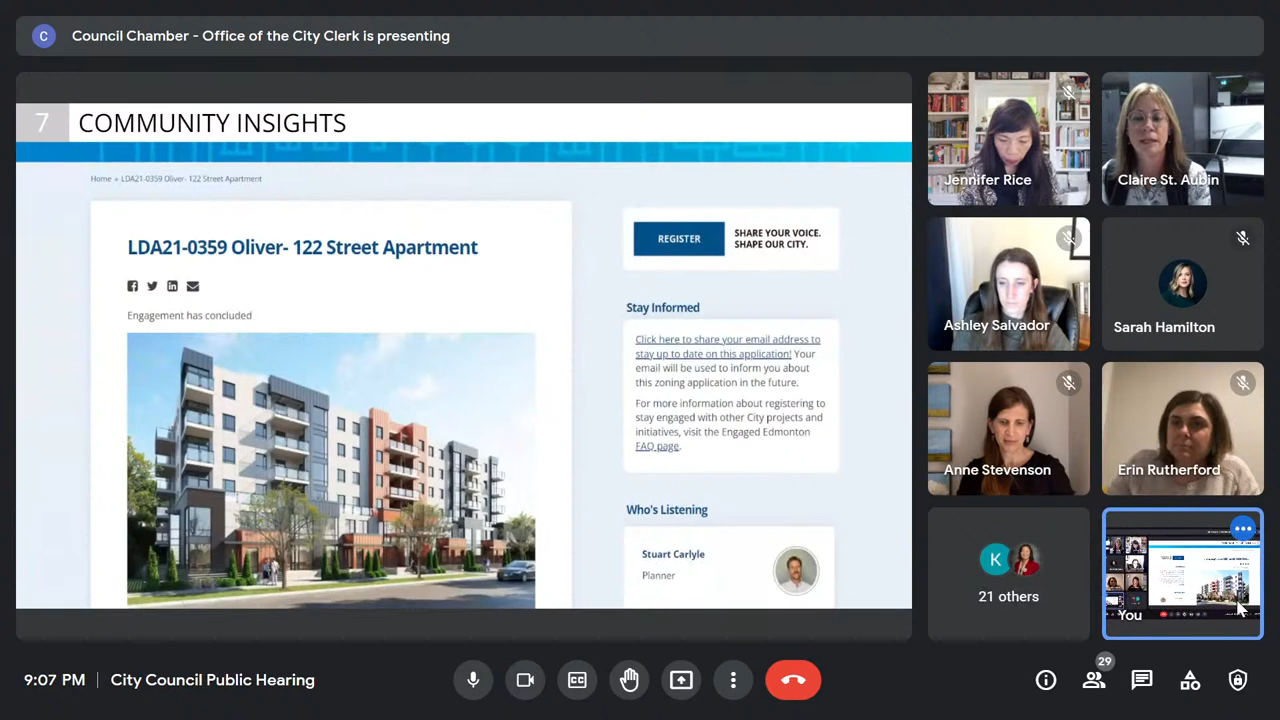 C
Council Chamber - Office of the City Clerk is presenting
7
COMMUNITY INSIGHTS
Home » LDA21-0359 Oliver- 122 Street Apartment
LDA21-0359 Oliver- 122 Street Apartment
Engagement has concluded
REGISTER
SHARE YOUR VOICE.
SHAPE OUR CITY.
Stay Informed
Click here to share your email address to
stay up to date on this application! Your
email will be used to inform you about
this zoning application in the future.
For more information about registering to
stay engaged with other City projects and
initiatives, visit the Engaged Edmonton
FAQ page.
Who's Listening
Stuart Carlyle
Planner
Jennifer Rice
Claire St. Aubin
Ashley Salvador
Sarah Hamilton
Anne Stevenson
Erin Rutherford
K
21 others
You
9:07 PM
City Council Public Hearing
29